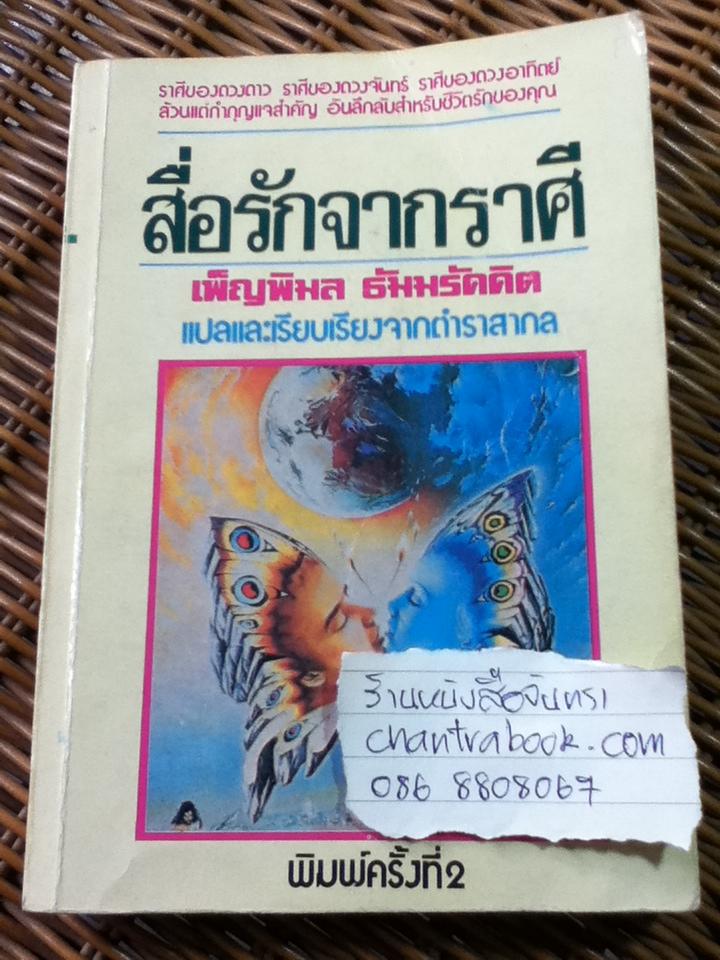 ราศีของดวงดาว ราศีของดวงจันทร์ ราศีของดวงอาทิตย์
ล้วนแต่กำกุญแจสำคัญ อันลึกลับสำหรับชีวิตรักของคุณ
สื่อรักจากราศี
เพ็ญพิมล ธัมมรัคคิต
แปลและเรียบเรียงจากตำราสากล
ร้านหนังสือจันทรา
chantrabook.com
086 8808067
พิมพ์ครั้งที่2